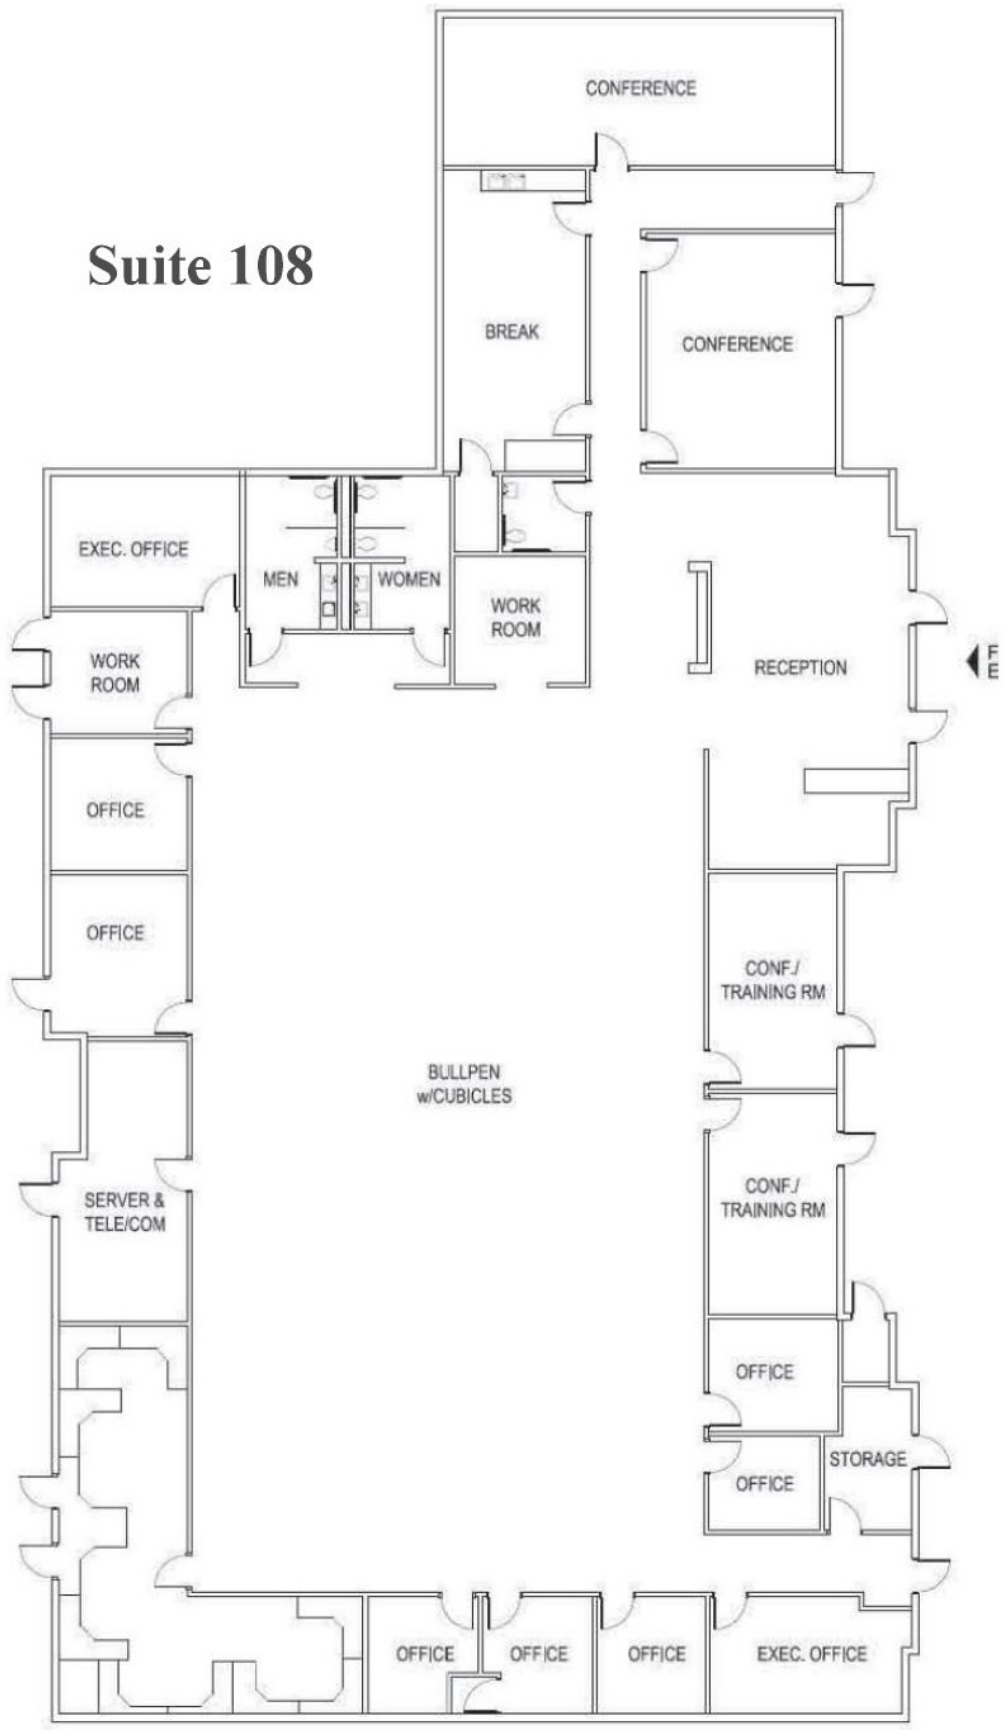 CONFERENCE
Suite 108
BREAK
CONFERENCE
EXEC. OFFICE
MEN
WOMEN
WORK
ROOM
WORK
ROOM
RECEPTION
F
E
OFFICE
OFFICE
CONF./
TRAINING RM
BULLPEN
w/CUBICLES
SERVER &
TELE/COM
CONF./
TRAINING RM
OFFICE
STORAGE
OFFICE
OFFICE
OFFICE
OFFICE
EXEC. OFFICE